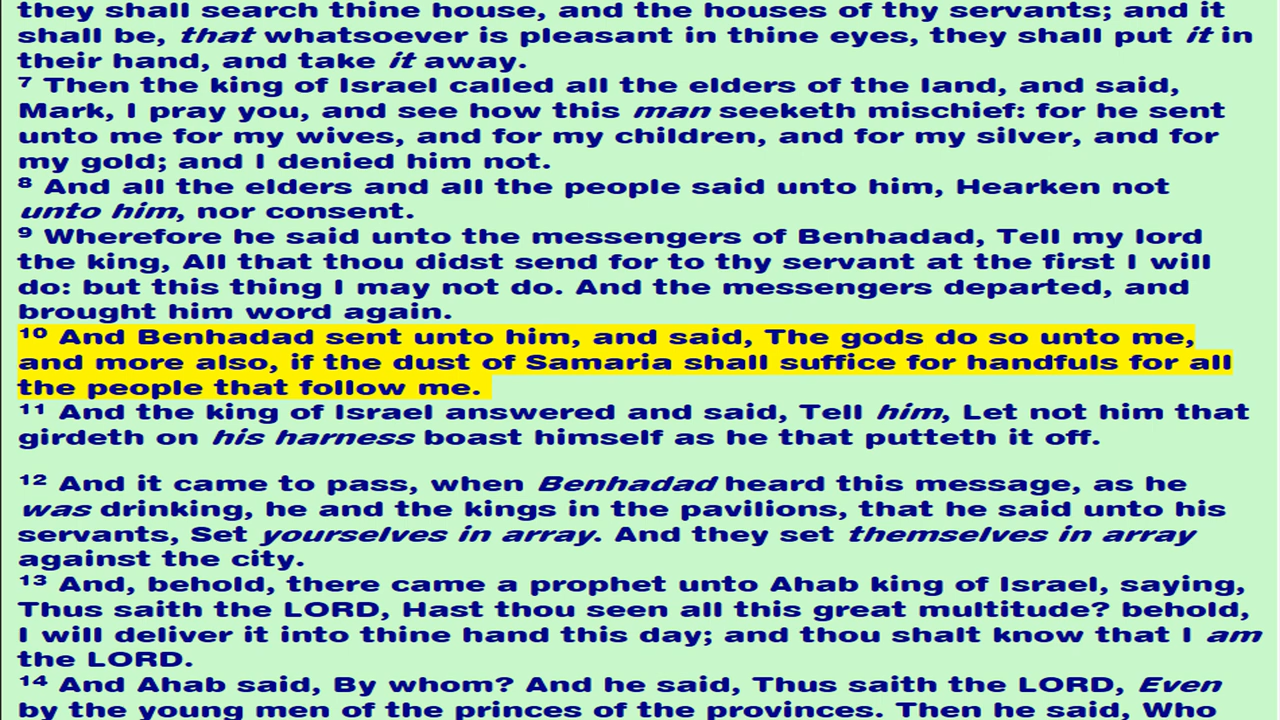 they shall search thine house, and the houses of thy servants; and it
shall be, that whatsoever is pleasant in thine eyes, they shall put it in
their hand, and take it away.
7 Then the king of Israel called all the elders of the land, and said,
Mark, I pray you, and see how this man seeketh mischief: for he sent
unto me for my wives, and for my children, and for my silver, and for
my gold; and I denied him not.
8 And all the elders and all the people said unto him, Hearken not
unto him, nor consent.
9 Wherefore he said unto the messengers of Benhadad, Tell my lord
the king, All that thou didst send for to thy servant at the first I will
do: but this thing I may not do. And the messengers departed, and
brought him word again.
10 And Benhadad sent unto him, and said, The gods do so unto me,
and more also, if the dust of Samaria shall suffice for handfuls for all
the people that follow me.
11 And the king of Israel answered and said, Tell him, Let not him that
girdeth on his harness boast himself as he that putteth it off.
12 And it came to pass, when Benhadad heard this message, as he
was drinking, he and the kings in the pavilions, that he said unto his
servants, Set yourselves in array. And they set themselves in array
against the city.
13 And, behold, there came a prophet unto Ahab king of Israel, saying,
Thus saith the LORD, Hast thou seen all this great multitude? behold,
I will deliver it into thine hand this day; and thou shalt know that I am
the LORD.
14 And Ahab said, By whom? And he said, Thus saith the LORD, Even
by the young men of the princes of the provinces. Then he said, Who